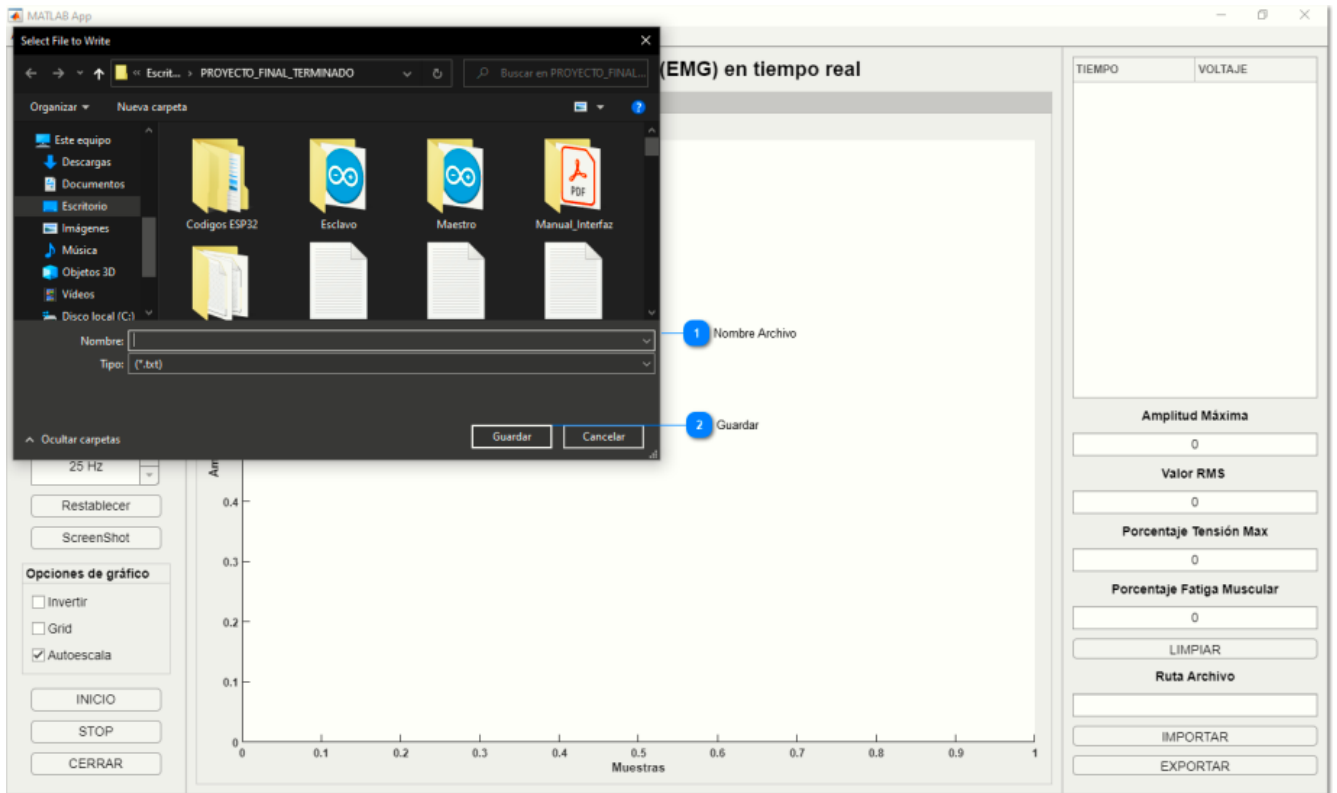 MATLAB App
Select File to Write
« Escrit... › PROYECTO_FINAL_TERMINADO
Buscar en PROYECTO_FINAL...
Organizar
Nueva carpeta
Este equipo
Descargas
Documentos
Escritorio
Imágenes
Música
Objetos 3D
Vídeos
Disco local (C:)
Codigos ESP32
Esclavo
Maestro
PDF
Manual_Interfaz
Nombre:
Tipo: (*.txt)
Ocultar carpetas
Guardar
Cancelar
1 Nombre Archivo
2 Guardar
(EMG) en tiempo real
25 Hz
Restablecer
ScreenShot
Opciones de gráfico
Invertir
Grid
Autoescala
INICIO
STOP
CERRAR
0.4
0.3
0.2
0.1
0
0 0.1 0.2 0.3 0.4 0.5 0.6 0.7 0.8 0.9 1
Muestras
TIEMPO VOLTAJE
Amplitud Máxima
0
Valor RMS
0
Porcentaje Tensión Max
0
Porcentaje Fatiga Muscular
0
LIMPIAR
Ruta Archivo
IMPORTAR
EXPORTAR